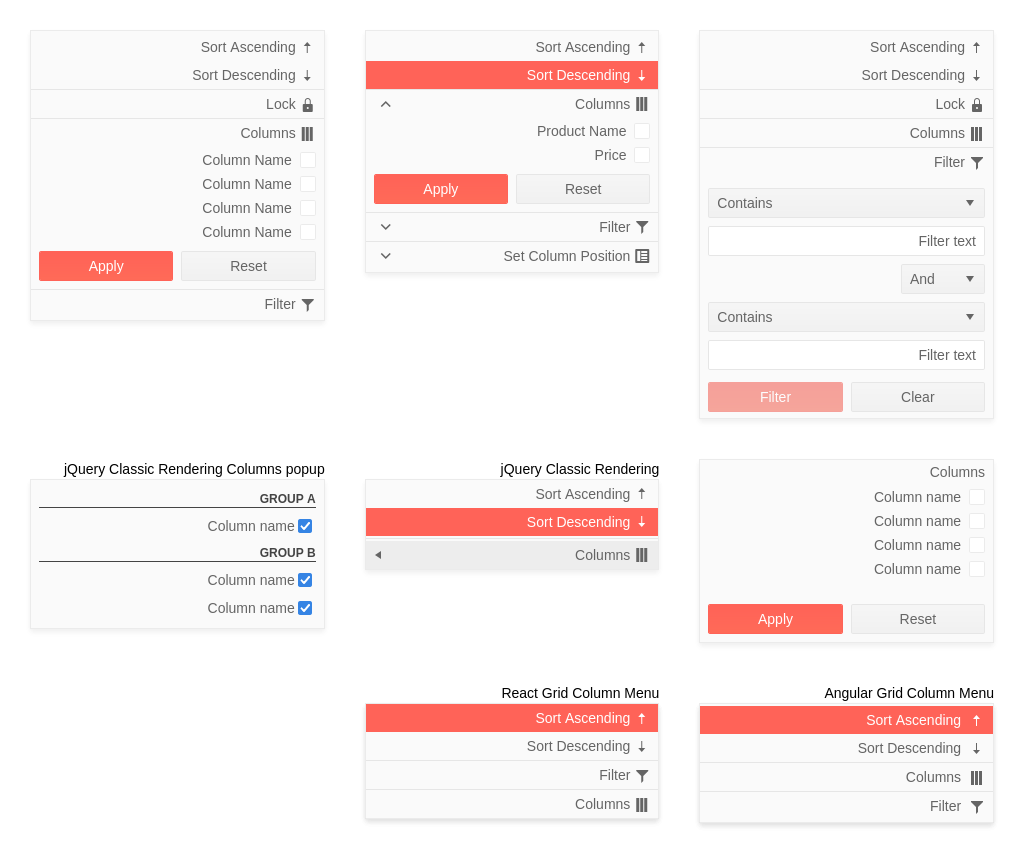 Sort Ascending
Sort Descending
Lock
Columns
Column Name
Column Name
Column Name
Column Name
Apply Reset
Filter
Sort Ascending
Sort Descending
Columns
Product Name
Price
Apply Reset
Filter
Set Column Position
Sort Ascending
Sort Descending
Lock
Columns
Filter
Contains
Filter text
And
Contains
Filter text
Filter Clear
jQuery Classic Rendering Columns popup
GROUP A
Column name
GROUP B
Column name
Column name
jQuery Classic Rendering
Sort Ascending
Sort Descending
Columns
Columns
Column name
Column name
Column name
Column name
Apply Reset
React Grid Column Menu
Sort Ascending
Sort Descending
Filter
Columns
Angular Grid Column Menu
Sort Ascending
Sort Descending
Columns
Filter